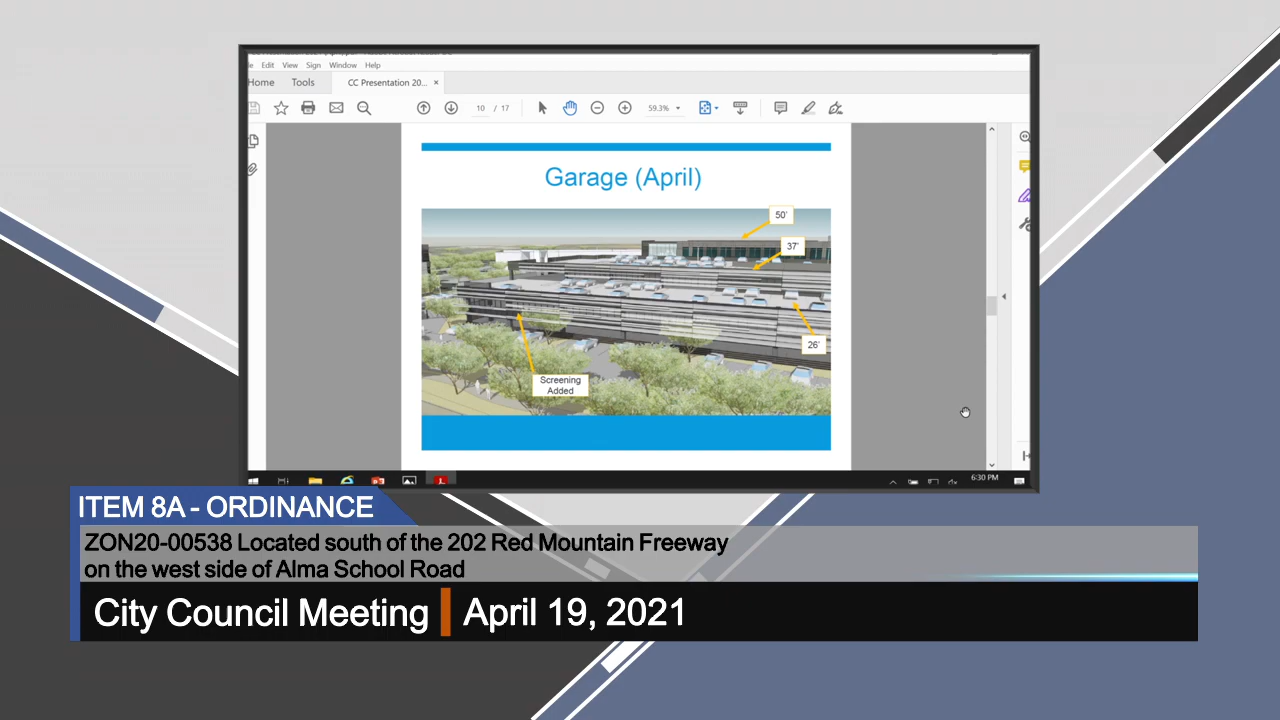 Edit View Sign Window Help
Home Tools CC Presentation 20... ×
10 / 17 59.3%
Garage (April)
50'
37'
26'
Screening
Added
6:30 PM
ITEM 8A - ORDINANCE
ZON20-00538 Located south of the 202 Red Mountain Freeway
on the west side of Alma School Road
City Council Meeting April 19, 2021